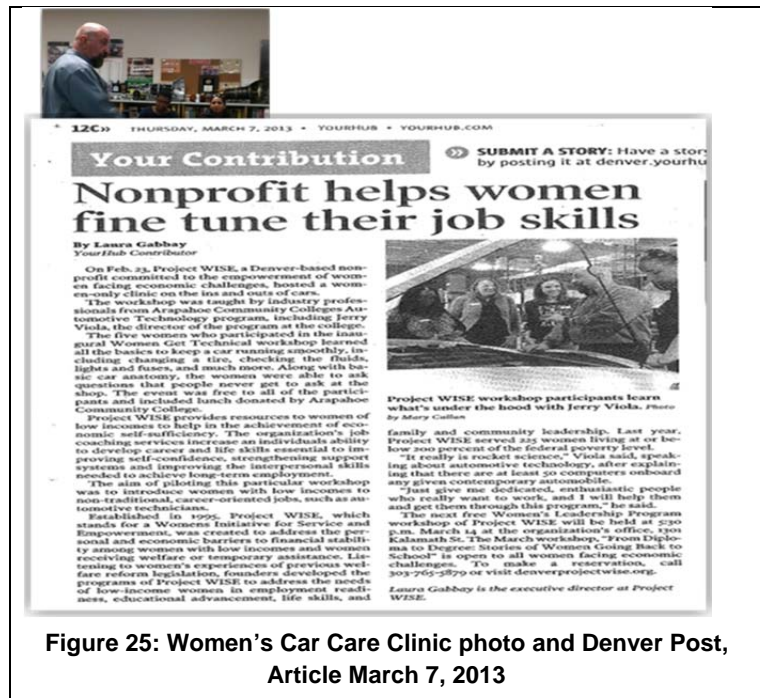 12C» THURSDAY, MARCH 7, 2013 • YOURHUB • YOURHUB.COM
Your Contribution
» SUBMIT A STORY: Have a stor
by posting it at denver.yourhu
Nonprofit helps women
fine tune their job skills
By Laura Gabbay
YourHub Contributor
On Feb. 23, Project WISE, a Denver-based non-
profit committed to the empowerment of wom-
en facing economic challenges, hosted a wom-
en-only clinic on the ins and outs of cars.
The workshop was taught by industry profes-
sionals from Arapahoe Community Colleges Au-
tomotive Technology program, including Jerry
Viola, the director of the program at the college.
The five women who participated in the inau-
gural Women Get Technical workshop learned
all the basics to keep a car running smoothly, in-
cluding changing a tire, checking the fluids,
lights and fuses, and much more. Along with ba-
sic car anatomy, the women were able to ask
questions that people never get to ask at the
shop. The event was free to all of the partici-
pants and included lunch donated by Arapahoe
Community College.
Project WISE provides resources to women of
low incomes to help in the achievement of eco-
nomic self-sufficiency. The organization's job
coaching services increase an individuals ability
to develop career and life skills essential to im-
proving self-confidence, strengthening support
systems and improving the interpersonal skills
needed to achieve long-term employment.
The aim of piloting this particular workshop
was to introduce women with low incomes to
non-traditional, career-oriented jobs, such as au-
tomotive technicians.
Established in 1995, Project WISE, which
stands for a Womens Initiative for Service and
Empowerment, was created to address the per-
sonal and economic barriers to financial stabili-
ty among women with low incomes and women
receiving welfare or temporary assistance. Lis-
tening to women's experiences of previous wel-
fare reform legislation, founders developed the
programs of Project WISE to address the needs
of low-income women in employment readi-
ness, educational advancement, life skills, and
Project WISE workshop participants learn
what's under the hood with Jerry Viola. Photo
by Mary Cullen
family and community leadership. Last year,
Project WISE served 225 women living at or be-
low 200 percent of the federal poverty level.
"It really is rocket science," Viola said, speak-
ing about automotive technology, after explain-
ing that there are at least 50 computers onboard
any given contemporary automobile.
"Just give me dedicated, enthusiastic people
who really want to work, and I will help them
and get them through this program," he said.
The next free Women's Leadership Program
workshop of Project WISE will be held at 5:30
p.m. March 14 at the organization's office, 1301
Kalamath St. The March workshop, "From Diplo-
ma to Degree: Stories of Women Going Back to
School" is open to all women facing economic
challenges. To make a reservation, call
303-765-5879 or visit denverprojectwise.org.
Laura Gabbay is the executive director at Project
WISE.
Figure 25: Women's Car Care Clinic photo and Denver Post,
Article March 7, 2013